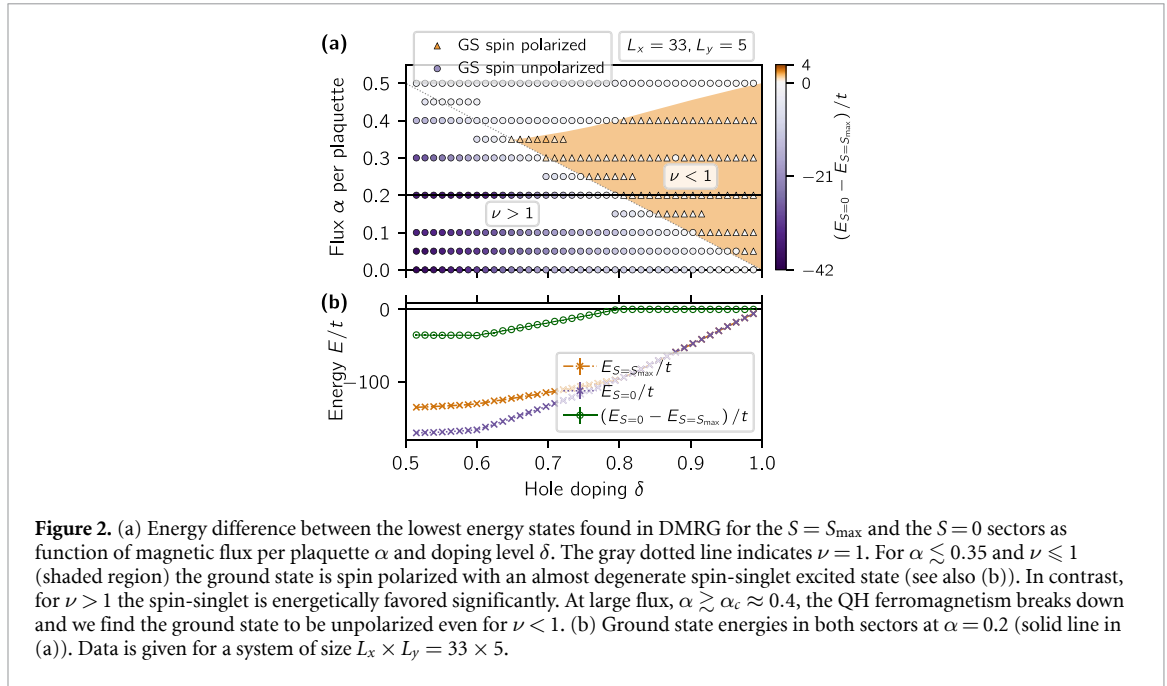 (a)
GS spin polarized
GS spin unpolarized
L_x = 33, L_y = 5
Flux α per plaquette
0.5
0.4
0.3
0.2
0.1
0.0
ν < 1
ν > 1
4
0
−21
−42
(E_{S=0} − E_{S=S_max})/t
(b)
Energy E/t
0
−100
E_{S=S_max}/t
E_{S=0}/t
(E_{S=0} − E_{S=S_max})/t
0.5 0.6 0.7 0.8 0.9 1.0
Hole doping δ
Figure 2. (a) Energy difference between the lowest energy states found in DMRG for the S = S_max and the S = 0 sectors as
function of magnetic flux per plaquette α and doping level δ. The gray dotted line indicates ν = 1. For α ≲ 0.35 and ν ⩽ 1
(shaded region) the ground state is spin polarized with an almost degenerate spin-singlet excited state (see also (b)). In contrast,
for ν > 1 the spin-singlet is energetically favored significantly. At large flux, α ≳ α_c ≈ 0.4, the QH ferromagnetism breaks down
and we find the ground state to be unpolarized even for ν < 1. (b) Ground state energies in both sectors at α = 0.2 (solid line in
(a)). Data is given for a system of size L_x × L_y = 33 × 5.